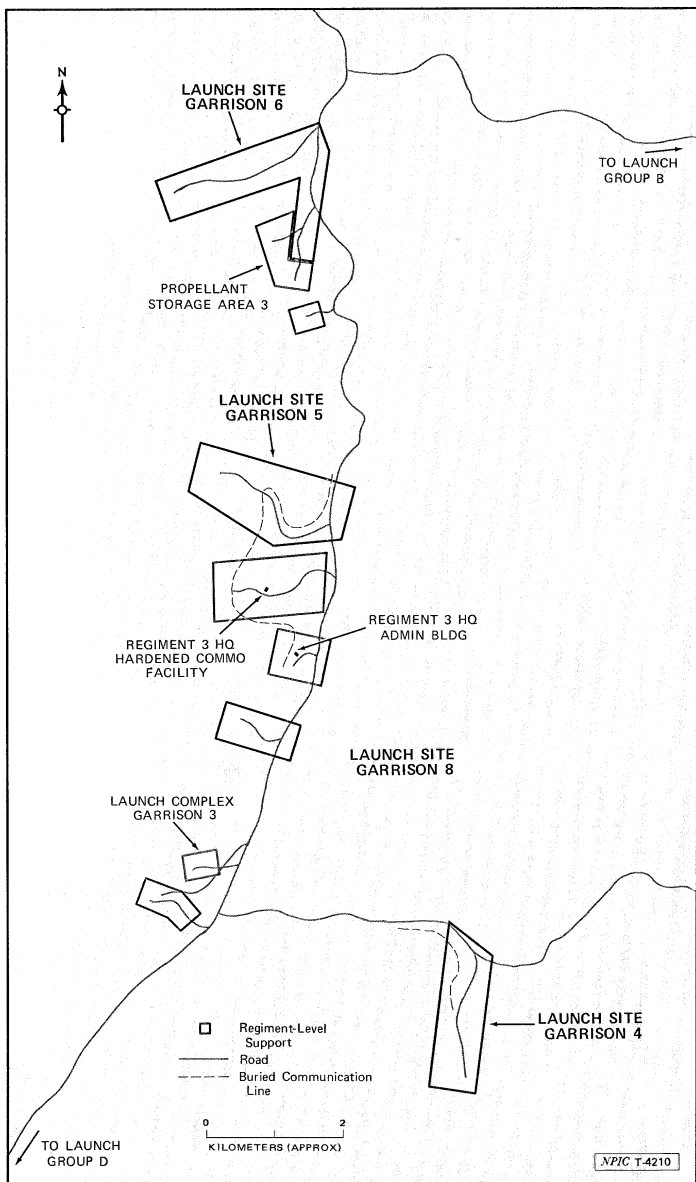 N
LAUNCH SITE
GARRISON 6
TO LAUNCH
GROUP B
PROPELLANT
STORAGE AREA 3
LAUNCH SITE
GARRISON 5
REGIMENT 3 HQ
HARDENED COMMO
FACILITY
REGIMENT 3 HQ
ADMIN BLDG
LAUNCH SITE
GARRISON 8
LAUNCH COMPLEX
GARRISON 3
LAUNCH SITE
GARRISON 4
Regiment-Level
Support
Road
Buried Communication
Line
0 2
KILOMETERS (APPROX)
TO LAUNCH
GROUP D
NPIC T-4210